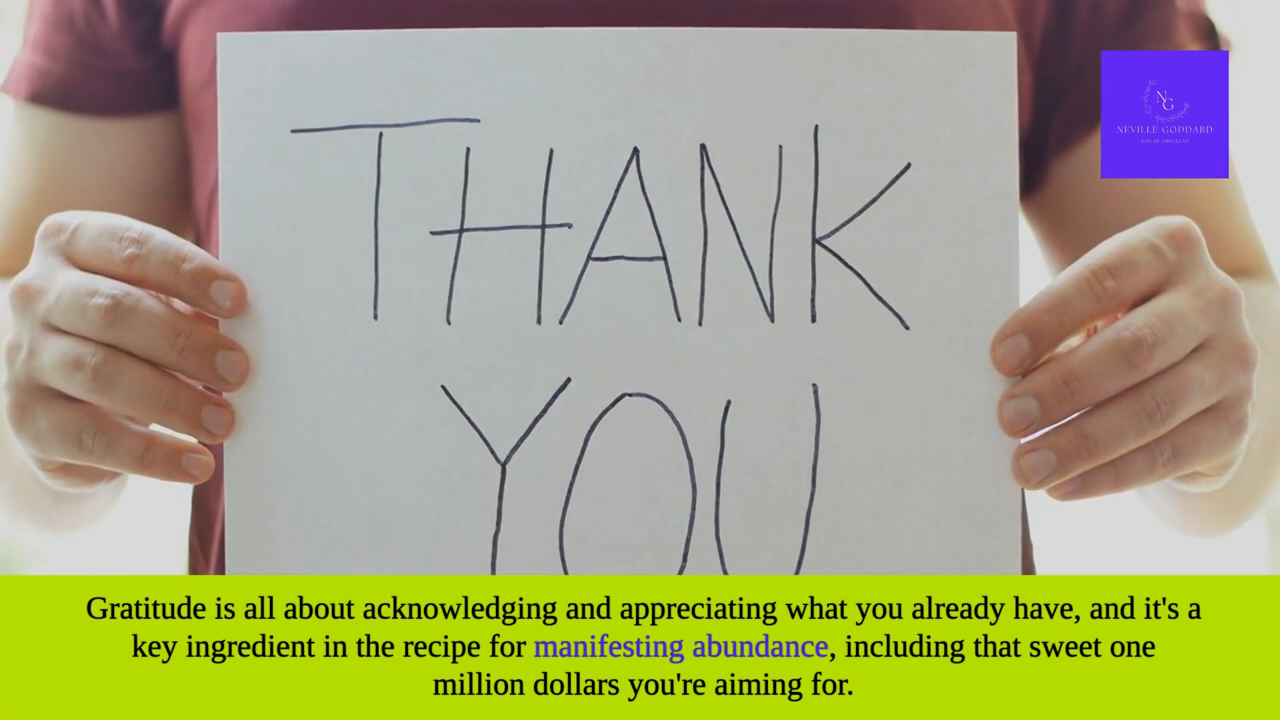 THANK
YOU
NG
NEVILLE GODDARD
Gratitude is all about acknowledging and appreciating what you already have, and it's a
key ingredient in the recipe for manifesting abundance, including that sweet one
million dollars you're aiming for.